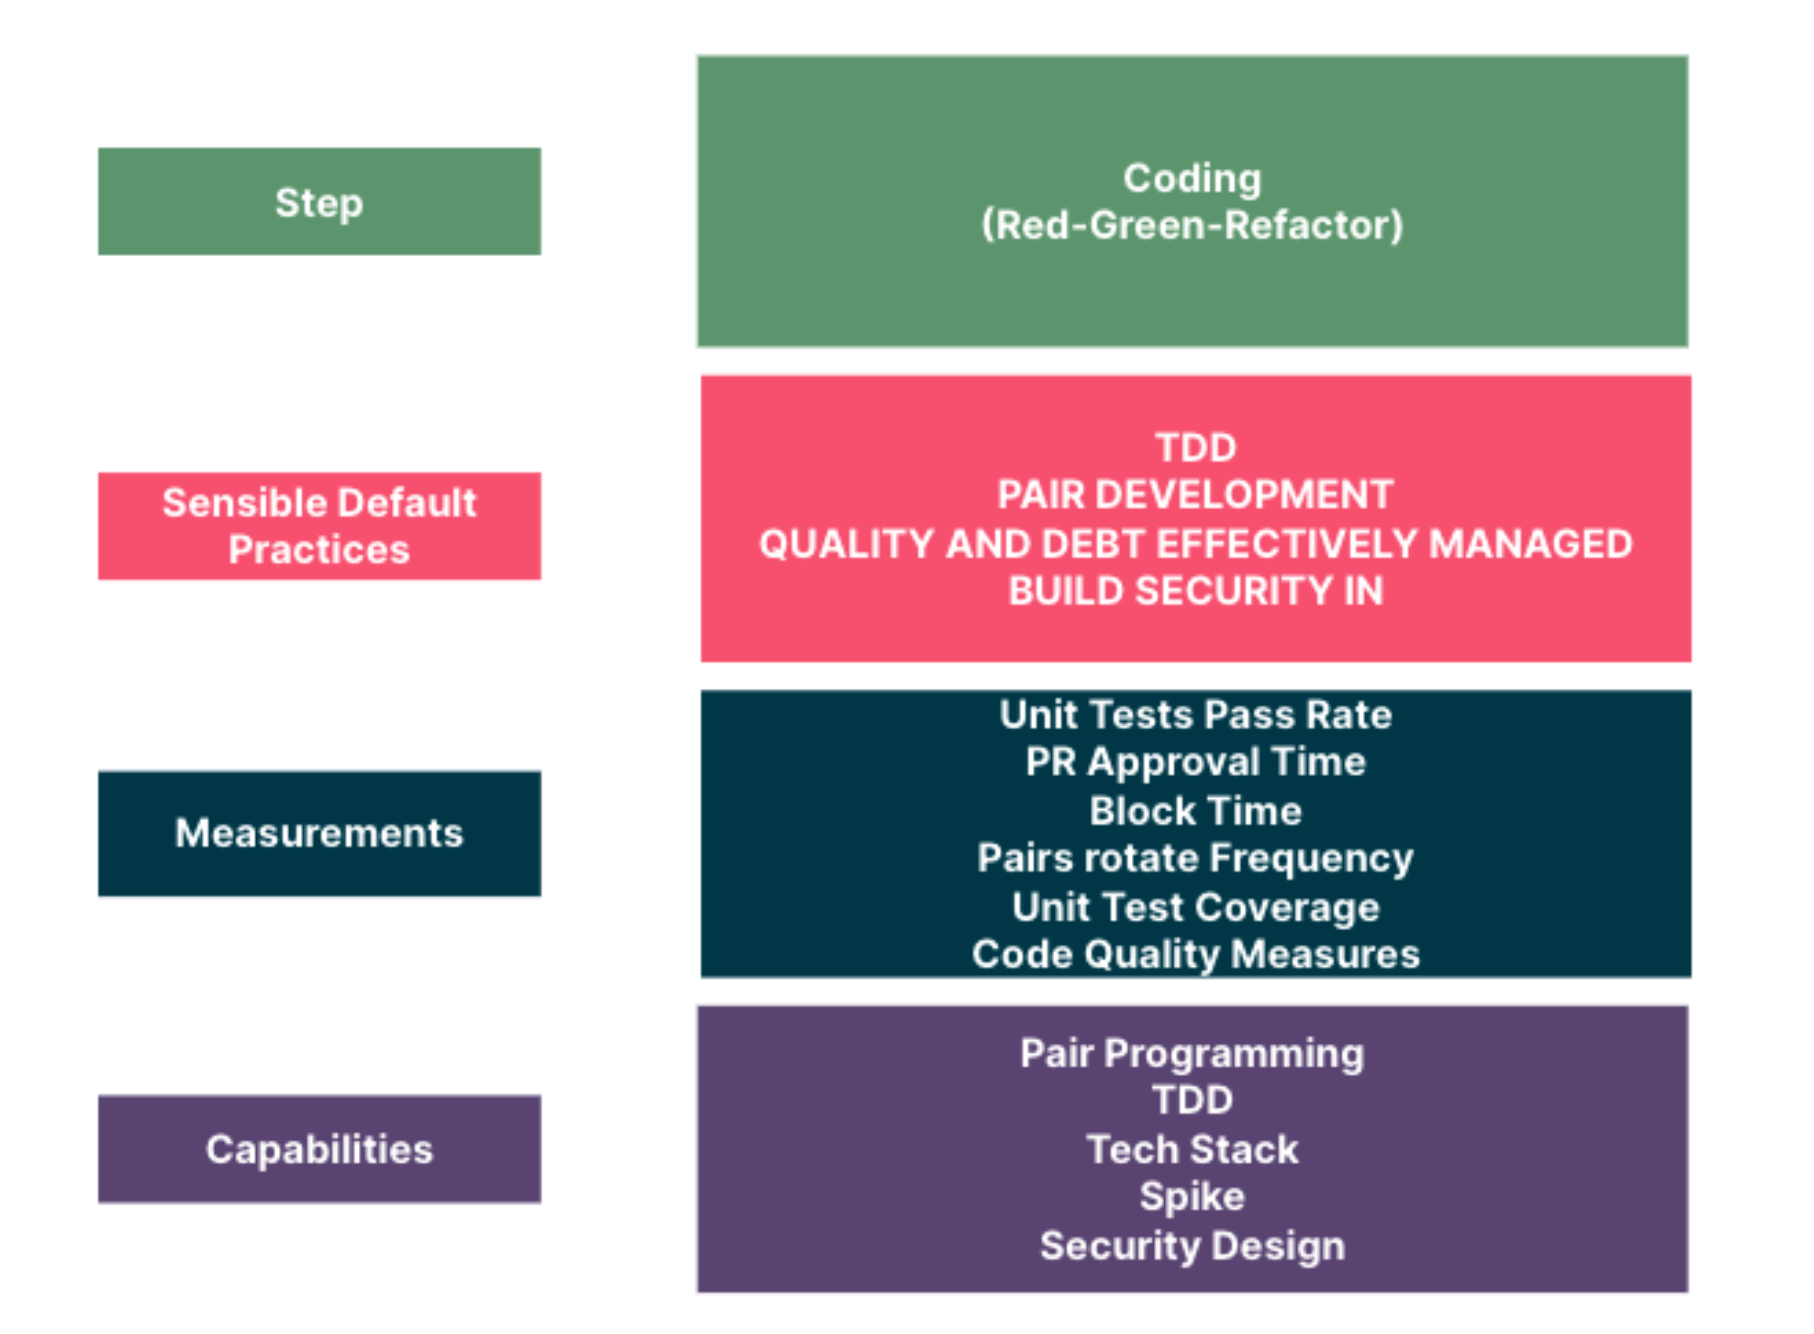 Step
Coding
(Red-Green-Refactor)
Sensible Default
Practices
TDD
PAIR DEVELOPMENT
QUALITY AND DEBT EFFECTIVELY MANAGED
BUILD SECURITY IN
Measurements
Unit Tests Pass Rate
PR Approval Time
Block Time
Pairs rotate Frequency
Unit Test Coverage
Code Quality Measures
Capabilities
Pair Programming
TDD
Tech Stack
Spike
Security Design